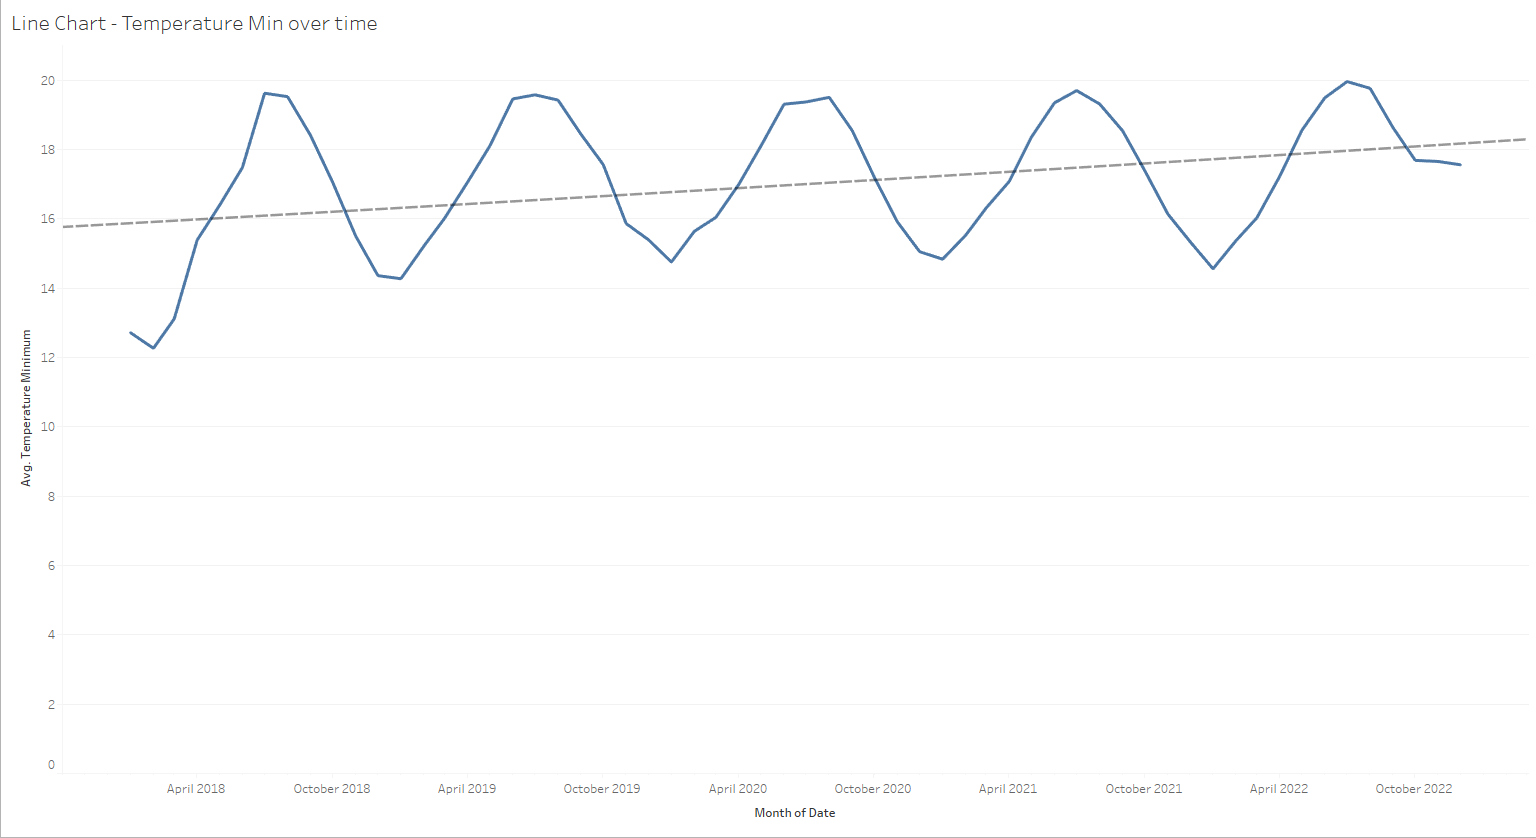 Line Chart - Temperature Min over time
20
18
16
14
12
10
8
6
4
2
0
Avg. Temperature Minimum
April 2018
October 2018
April 2019
October 2019
April 2020
October 2020
April 2021
October 2021
April 2022
October 2022
Month of Date